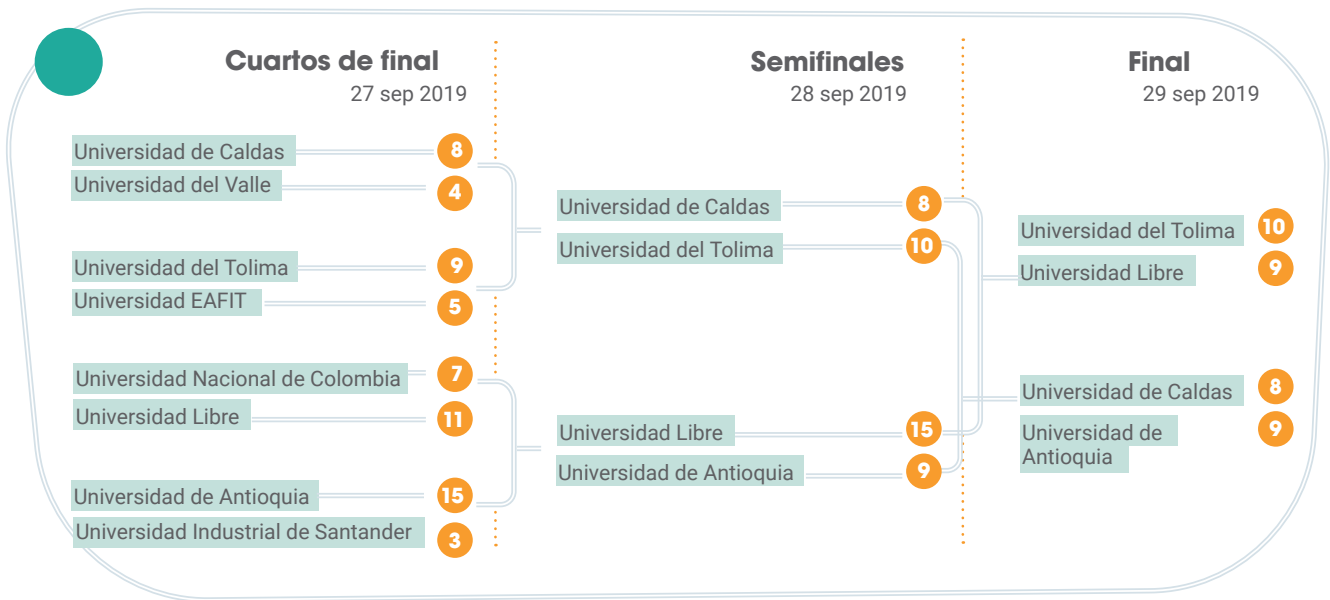 Cuartos de final
27 sep 2019
Universidad de Caldas 8
Universidad del Valle 4
Universidad del Tolima 9
Universidad EAFIT 5
Universidad Nacional de Colombia 7
Universidad Libre 11
Universidad de Antioquia 15
Universidad Industrial de Santander 3
Semifinales
28 sep 2019
Universidad de Caldas 8
Universidad del Tolima 10
Universidad Libre 15
Universidad de Antioquia 9
Final
29 sep 2019
Universidad del Tolima 10
Universidad Libre 9
Universidad de Caldas 8
Universidad de 9
Antioquia